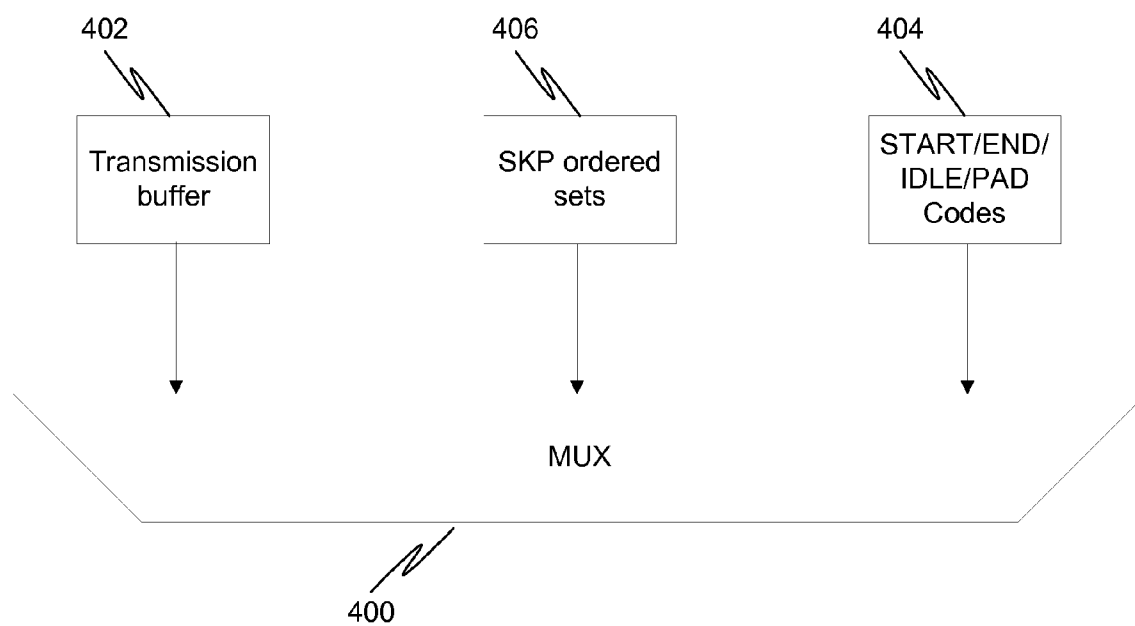 402
406
404
Transmission
buffer
SKP ordered
sets
START/END/
IDLE/PAD
Codes
MUX
400